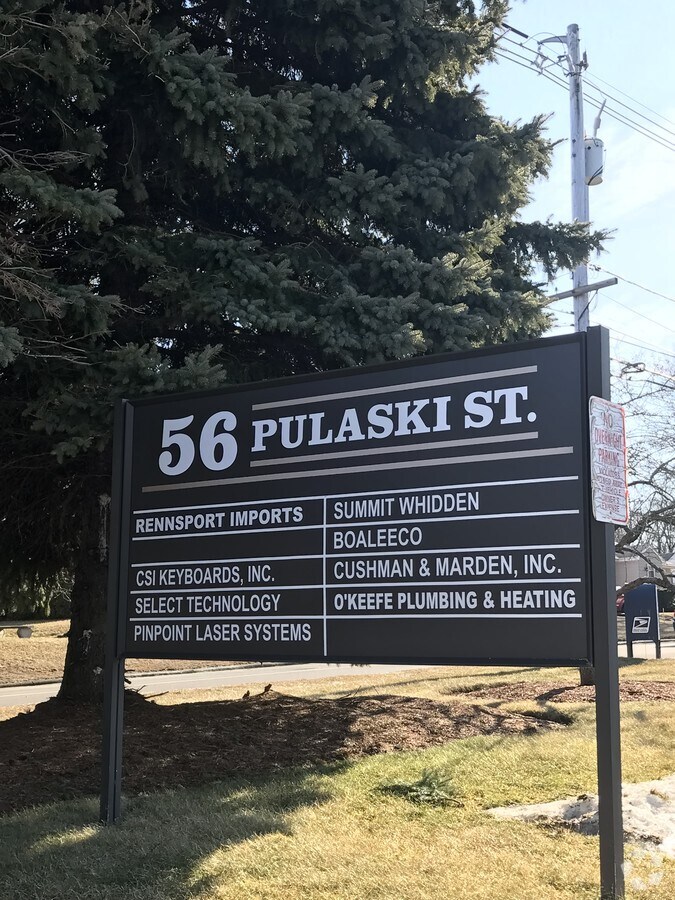 56 PULASKI ST.
RENNSPORT IMPORTS
CSI KEYBOARDS, INC.
SELECT TECHNOLOGY
PINPOINT LASER SYSTEMS
SUMMIT WHIDDEN
BOALEECO
CUSHMAN & MARDEN, INC.
O'KEEFE PLUMBING & HEATING
NO
OVERNIGHT
PARKING